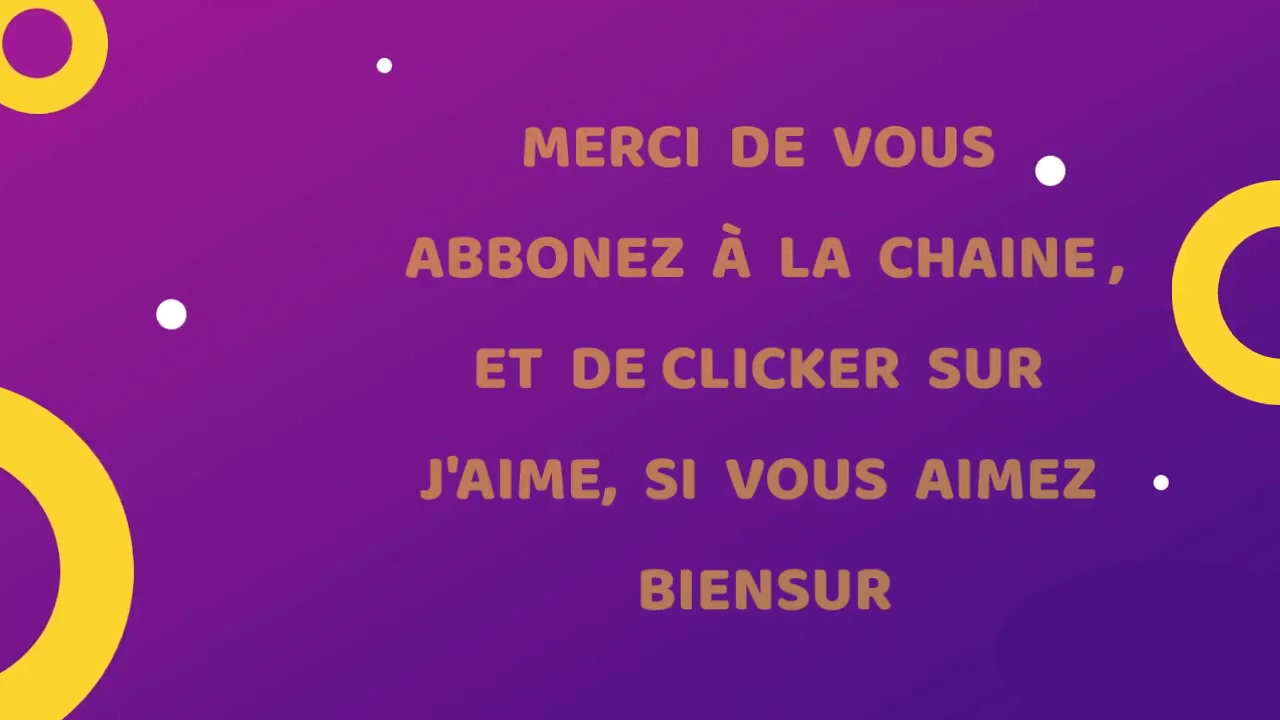 MERCI DE VOUS
ABBONEZ À LA CHAINE,
ET DE CLICKER SUR
J'AIME, SI VOUS AIMEZ
BIENSUR